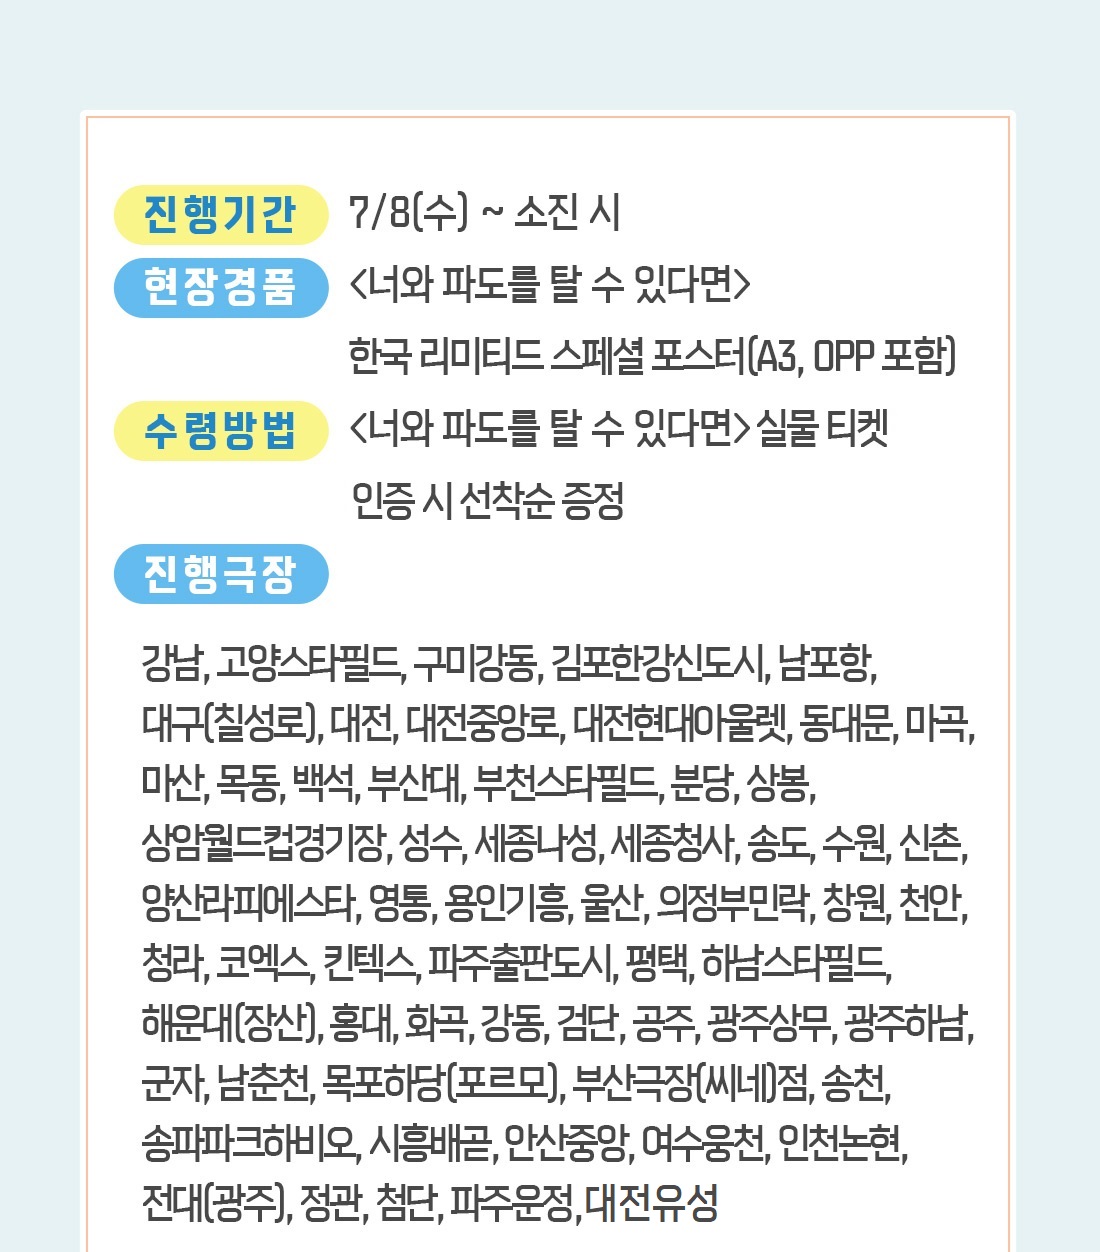 진행기간 7/8(수) ~ 소진 시
현장경품 <너와 파도를 탈 수 있다면>
한국 리미티드 스페셜 포스터(A3, OPP 포함)
수령방법 <너와 파도를 탈 수 있다면> 실물 티켓
인증 시 선착순 증정
진행극장
강남, 고양스타필드, 구미강동, 김포한강신도시, 남포항,
대구(칠성로), 대전, 대전중앙로, 대전현대아울렛, 동대문, 마곡,
마산, 목동, 백석, 부산대, 부천스타필드, 분당, 상봉,
상암월드컵경기장, 성수, 세종나성, 세종청사, 송도, 수원, 신촌,
양산라피에스타, 영통, 용인기흥, 울산, 의정부민락, 창원, 천안,
청라, 코엑스, 킨텍스, 파주출판도시, 평택, 하남스타필드,
해운대(장산), 홍대, 화곡, 강동, 검단, 공주, 광주상무, 광주하남,
군자, 남춘천, 목포하당(포르모), 부산극장(씨네)점, 송천,
송파파크하비오, 시흥배곧, 안산중앙, 여수웅천, 인천논현,
전대(광주), 정관, 첨단, 파주운정,대전유성